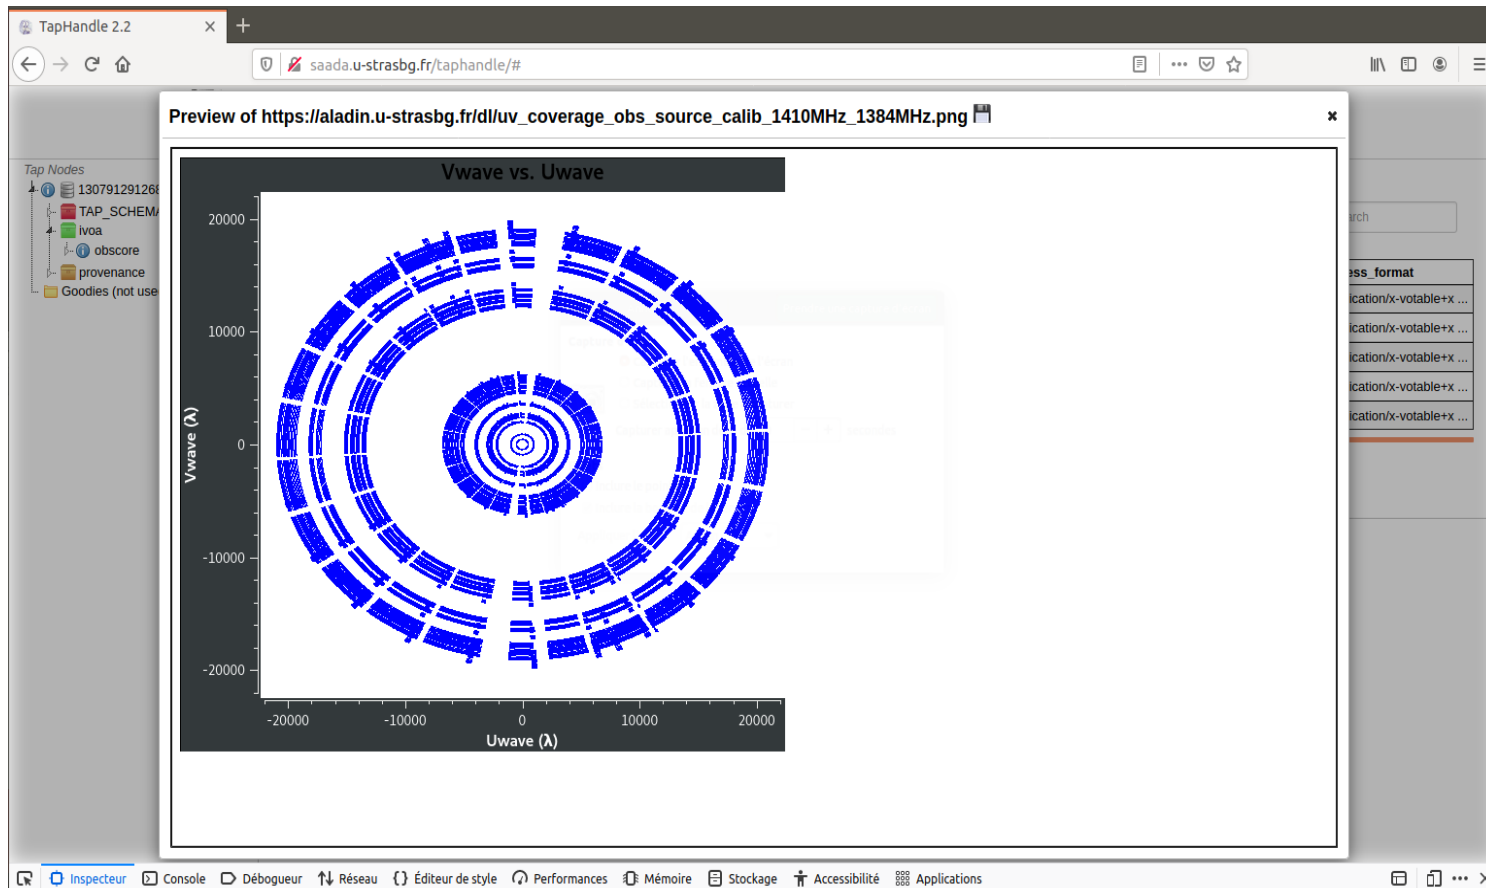 TapHandle 2.2
saada.u-strasbg.fr/taphandle/#
Preview of https://aladin.u-strasbg.fr/dl/uv_coverage_obs_source_calib_1410MHz_1384MHz.png
Tap Nodes
130791291268
TAP_SCHEMA
ivoa
obscore
provenance
Goodies (not use
Vwave vs. Uwave
20000
10000
0
-10000
-20000
Vwave (λ)
-20000 -10000 0 10000 20000
Uwave (λ)
arch
ess_format
ication/x-votable+x ...
ication/x-votable+x ...
ication/x-votable+x ...
ication/x-votable+x ...
ication/x-votable+x ...
Inspecteur Console Débogueur Réseau Éditeur de style Performances Mémoire Stockage Accessibilité Applications